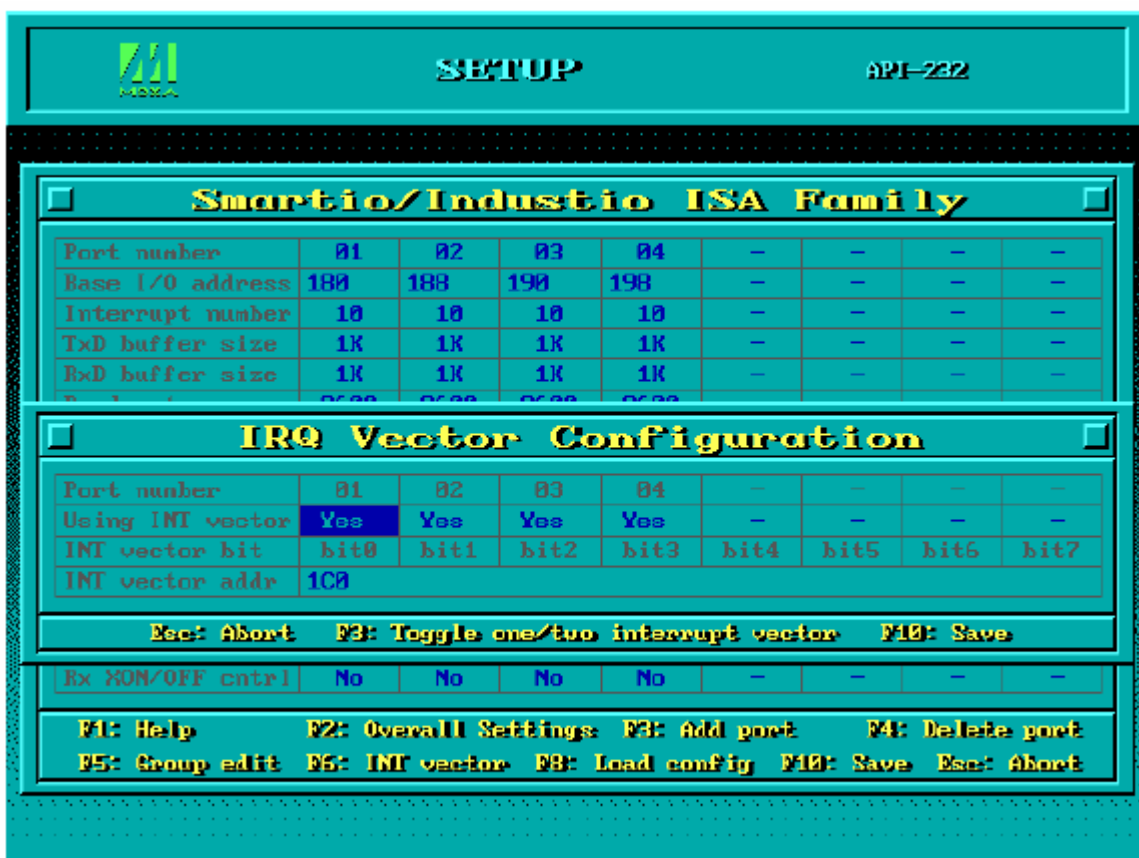 MOXA SETUP API-232
Smartio/Industio ISA Family
Port number 01 02 03 04 - - - -
Base I/O address 180 188 190 198 - - - -
Interrupt number 10 10 10 10 - - - -
TxD buffer size 1K 1K 1K 1K - - - -
RxD buffer size 1K 1K 1K 1K - - - -
IRQ Vector Configuration
Port number 01 02 03 04 - - - -
Using INT vector Yes Yes Yes Yes - - - -
INT vector bit bit0 bit1 bit2 bit3 bit4 bit5 bit6 bit7
INT vector addr 1C0
Esc: Abort F3: Toggle one/two interrupt vector F10: Save
Rx XON/OFF cntrl No No No No - - - -
F1: Help F2: Overall Settings F3: Add port F4: Delete port
F5: Group edit F6: INT vector F8: Load config F10: Save Esc: Abort